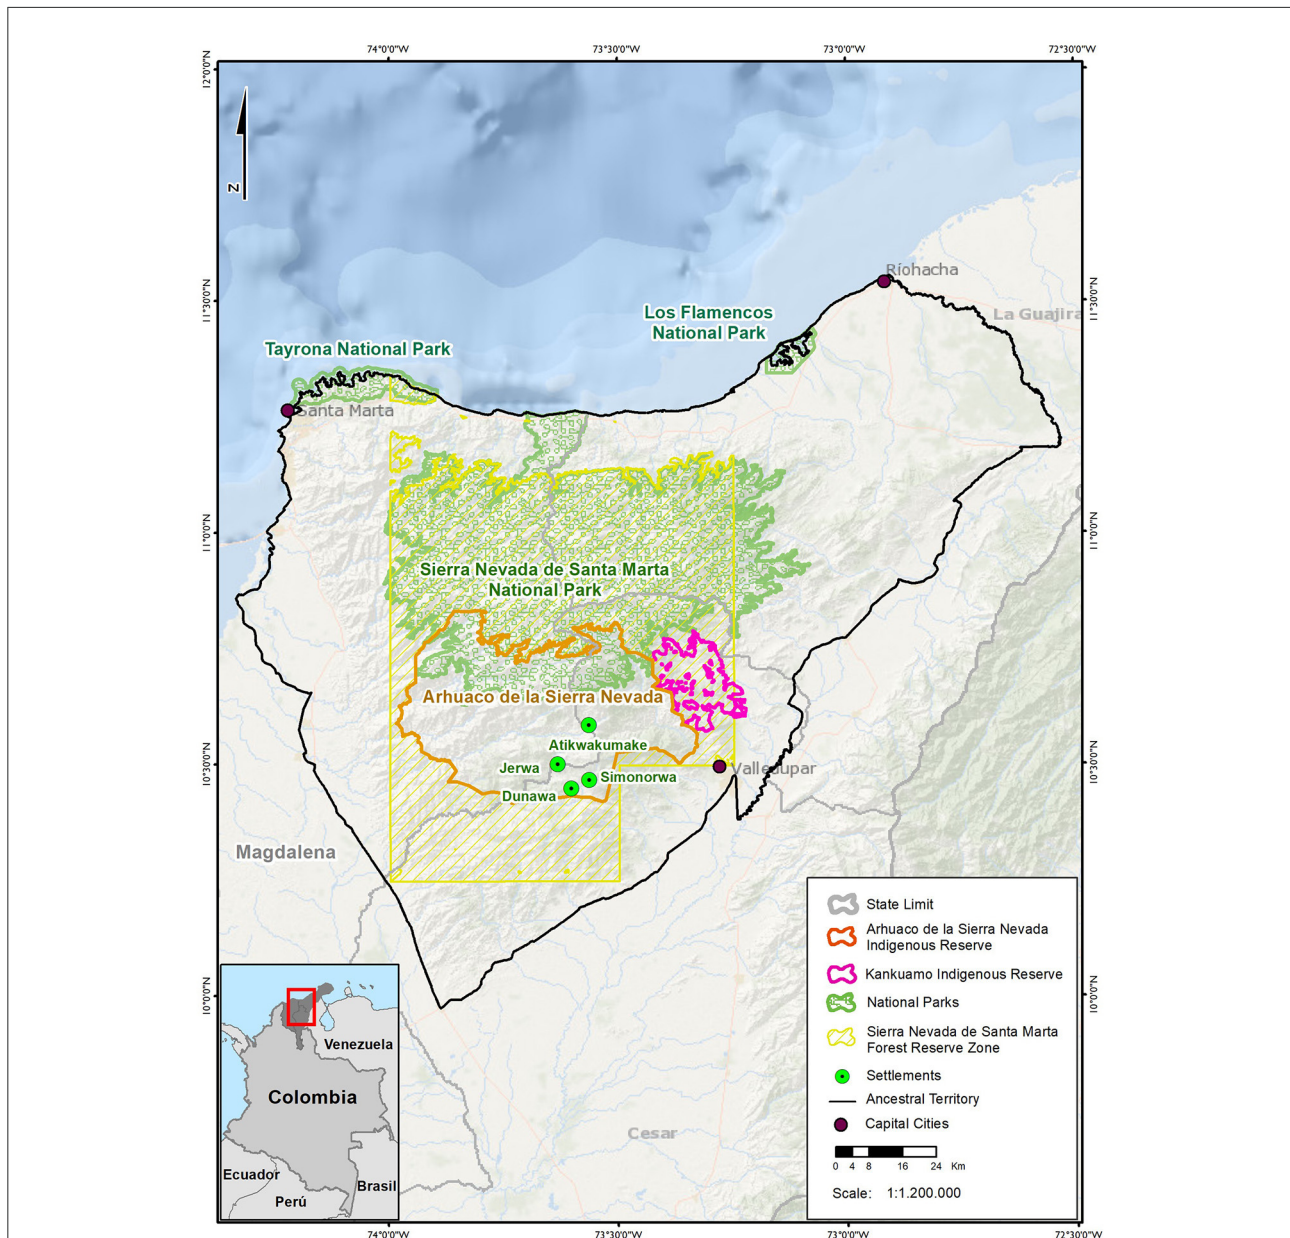 74°0'0"W
73°30'0"W
73°0'0"W
72°30'0"W
12°0'0"N
N
Ríohacha
11°30'0"N
11°30'0"N
La Guajira
Los Flamencos
National Park
Tayrona National Park
Santa Marta
11°0'0"N
11°0'0"N
Sierra Nevada de Santa Marta
National Park
Arhuaco de la Sierra Nevada
Atikwakumake
10°30'0"N
10°30'0"N
Jerwa
Simonorwa
Valledupar
Dunawa
Magdalena
State Limit
Arhuaco de la Sierra Nevada
Indigenous Reserve
Kankuamo Indigenous Reserve
National Parks
Sierra Nevada de Santa Marta
Forest Reserve Zone
Settlements
Ancestral Territory
Capital Cities
0 4 8 16 24 Km
Scale: 1:1.200.000
10°0'0"N
10°0'0"N
Venezuela
Colombia
Ecuador
Perú
Brasil
Cesar
74°0'0"W
73°30'0"W
73°0'0"W
72°30'0"W